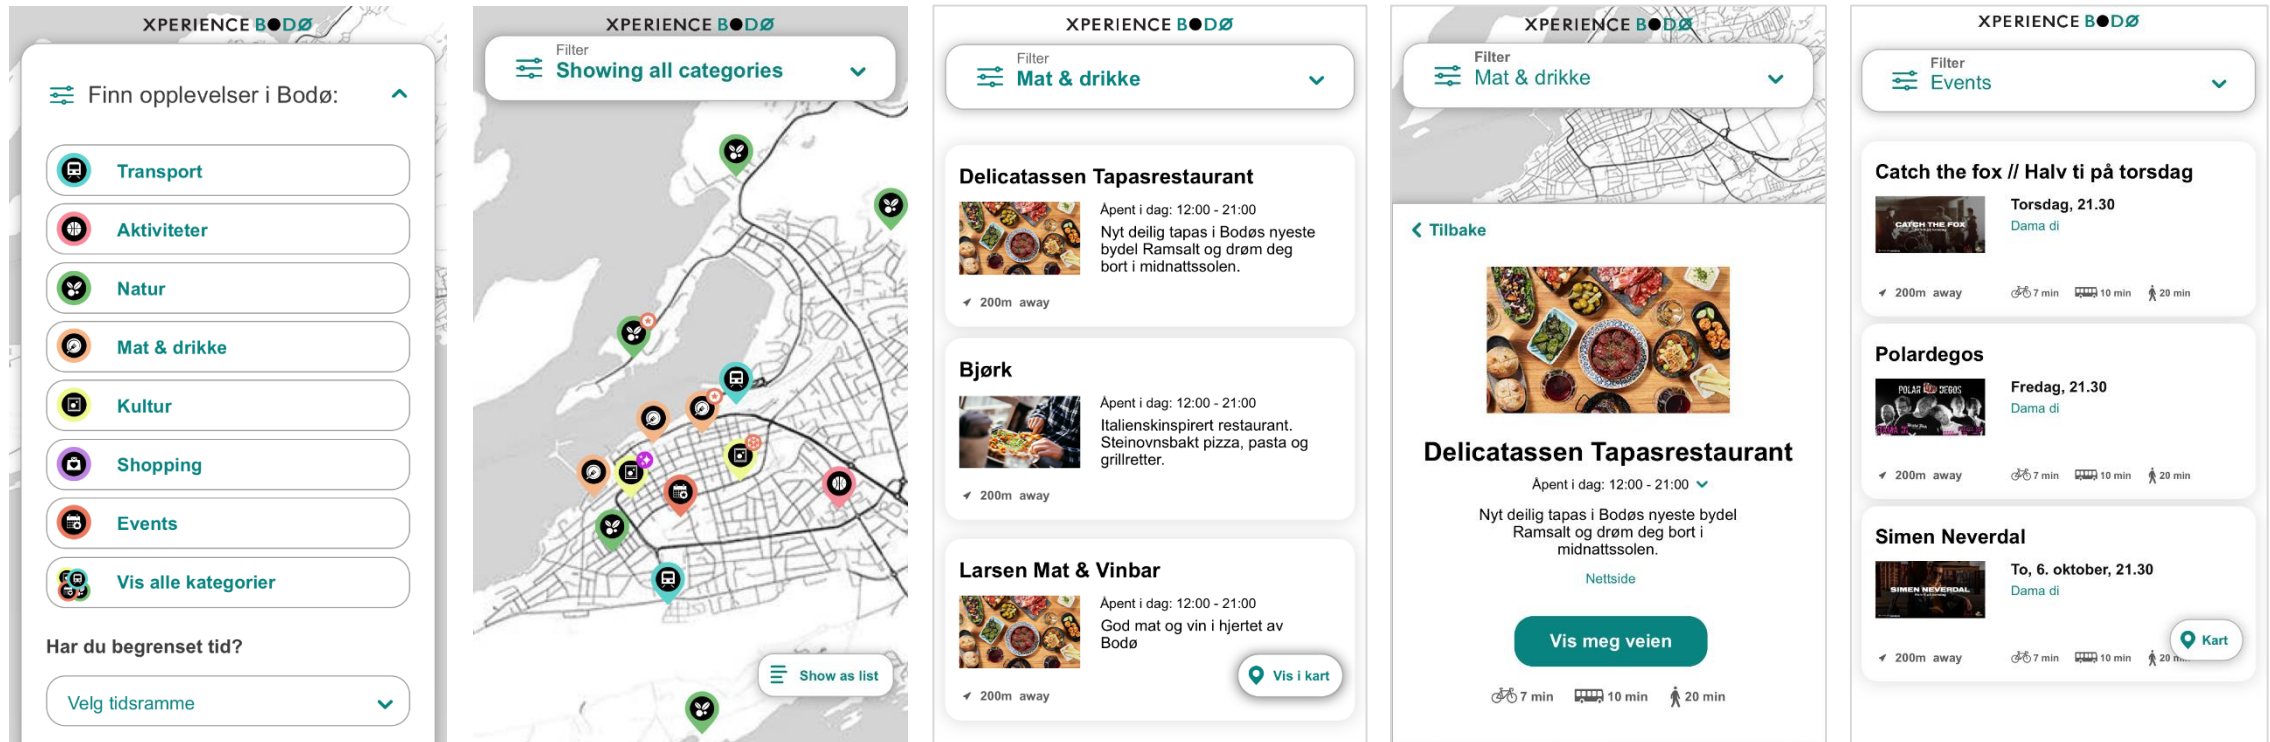 XPERIENCE BODØ
Finn opplevelser i Bodø:
Transport
Aktiviteter
Natur
Mat & drikke
Kultur
Shopping
Events
Vis alle kategorier
Har du begrenset tid?
Velg tidsramme
XPERIENCE BODØ
Filter
Showing all categories
Show as list
XPERIENCE BODØ
Filter
Mat & drikke
Delicatassen Tapasrestaurant
Åpent i dag: 12:00 - 21:00
Nyt deilig tapas i Bodøs nyeste
bydel Ramsalt og drøm deg
bort i midnattssolen.
200m away
Bjørk
Åpent i dag: 12:00 - 21:00
Italienskinspirert restaurant.
Steinovnsbakt pizza, pasta og
grillretter.
200m away
Larsen Mat & Vinbar
Åpent i dag: 12:00 - 21:00
God mat og vin i hjertet av
Bodø
Vis i kart
200m away
XPERIENCE BODØ
Filter
Mat & drikke
Tilbake
Delicatassen Tapasrestaurant
Åpent i dag: 12:00 - 21:00
Nyt deilig tapas i Bodøs nyeste bydel
Ramsalt og drøm deg bort i
midnattssolen.
Nettside
Vis meg veien
7 min 10 min 20 min
XPERIENCE BODØ
Filter
Events
Catch the fox // Halv ti på torsdag
CATCH THE FOX
Torsdag, 21.30
Dama di
200m away 7 min 10 min 20 min
Polardegos
POLAR DEGOS
Fredag, 21.30
Dama di
200m away 7 min 10 min 20 min
Simen Neverdal
SIMEN NEVERDAL
To, 6. oktober, 21.30
Dama di
Kart
200m away 7 min 10 min 20